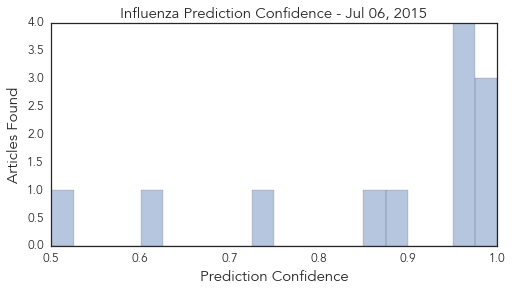 Influenza Prediction Confidence - Jul 06, 2015
4.0
3.5
3.0
2.5
2.0
1.5
1.0
0.5
0.0
Articles Found
0.5 0.6 0.7 0.8 0.9 1.0
Prediction Confidence